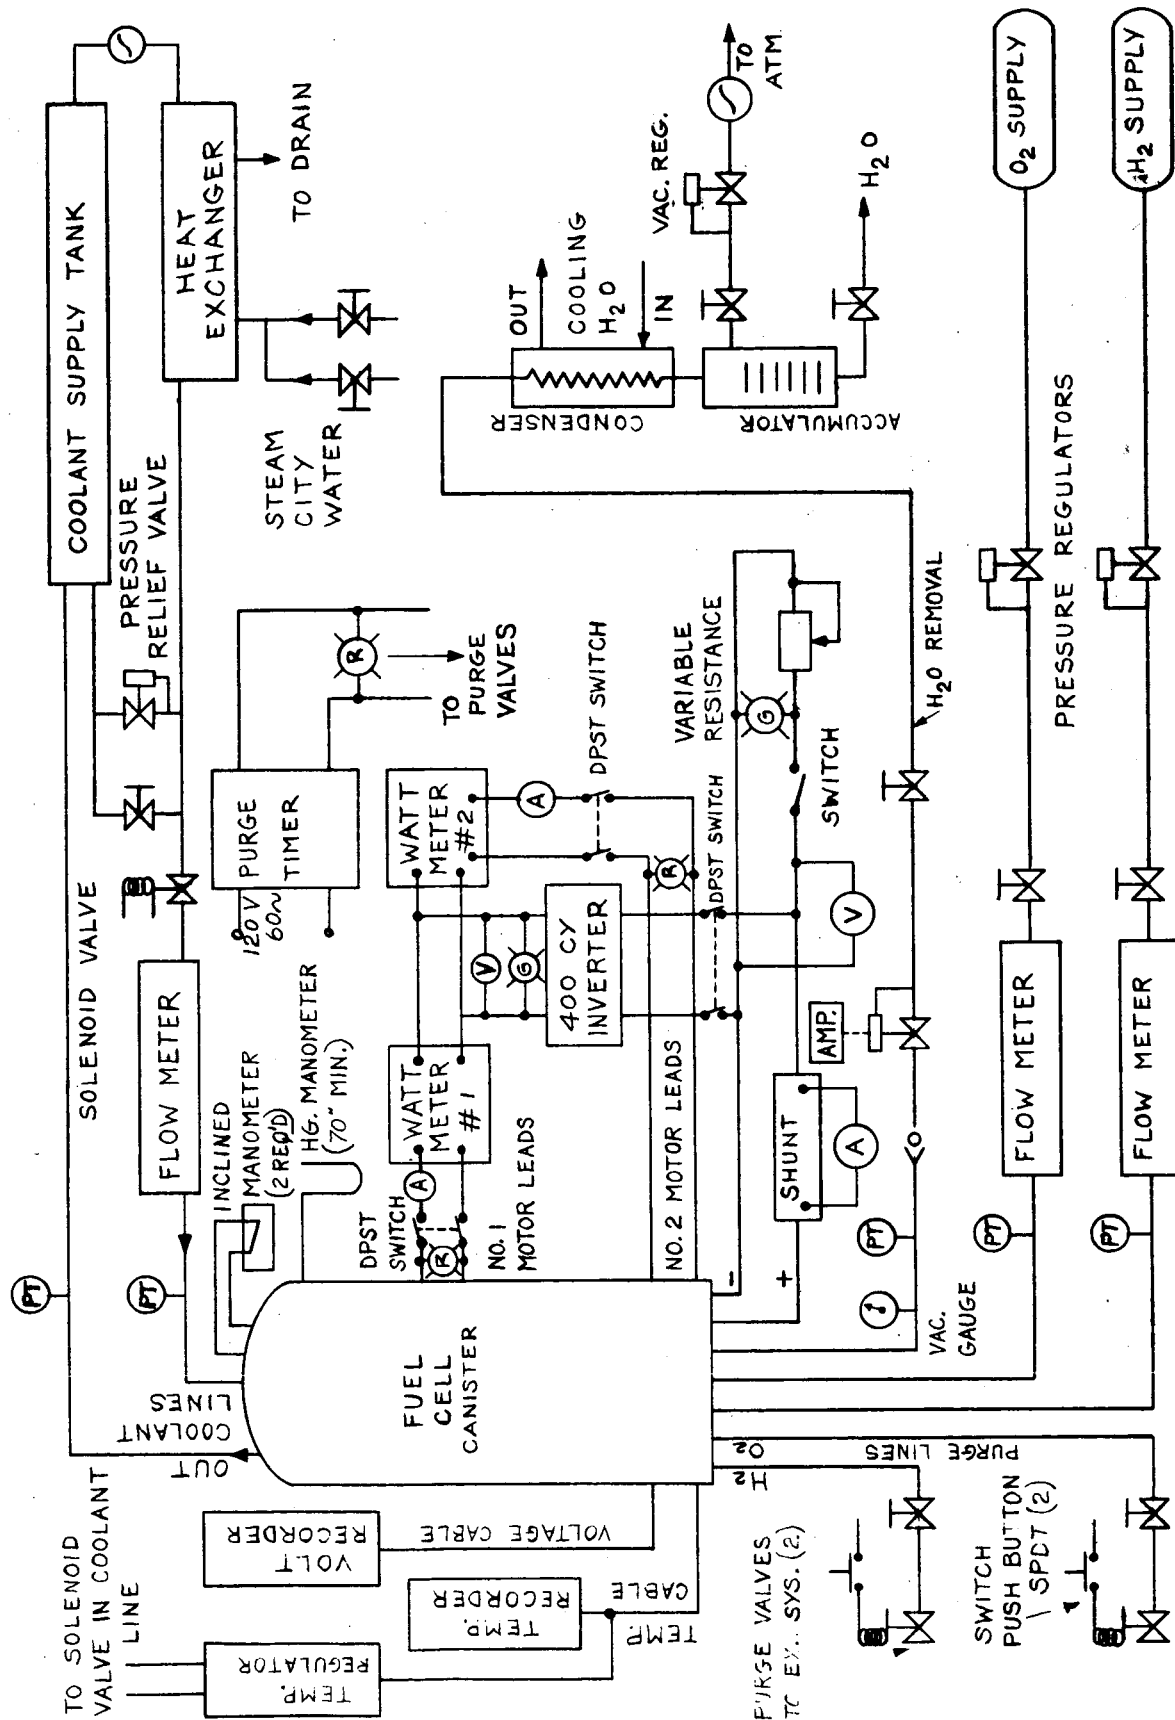 COOLANT SUPPLY TANK
HEAT
EXCHANGER
TO DRAIN
PRESSURE
RELIEF VALVE
STEAM
CITY
WATER
SOLENOID VALVE
FLOW METER
INCLINED
MANOMETER
(2 REQ'D)
HG. MANOMETER
(70" MIN.)
120V
60~
PURGE
TIMER
R
TO
PURGE
VALVES
PT
PT
OUT
COOLANT
LINES
FUEL
CELL
CANISTER
TO SOLENOID
VALVE IN COOLANT
LINE
TEMP.
REGULATOR
TEMP.
RECORDER
VOLT
RECORDER
VOLTAGE CABLE
TEMP. CABLE
DPST
SWITCH
R
A
WATT
METER
#1
NO. 1
MOTOR LEADS
V
G
400 CY
INVERTER
WATT
METER
#2
A
DPST SWITCH
R
NO. 2 MOTOR LEADS
DPST SWITCH
VARIABLE
RESISTANCE
G
SWITCH
V
-
+
SHUNT
A
AMP.
PT
VAC.
GAUGE
H2O REMOVAL
CONDENSER
OUT
COOLING
H2O
IN
ACCUMULATOR
VAC. REG.
TO
ATM.
H2O
O2 SUPPLY
H2 SUPPLY
PRESSURE REGULATORS
FLOW METER
PT
FLOW METER
PT
H2
O2
PURGE LINES
PURGE VALVES
TO EX. SYS. (2)
SWITCH
PUSH BUTTON
SPDT (2)